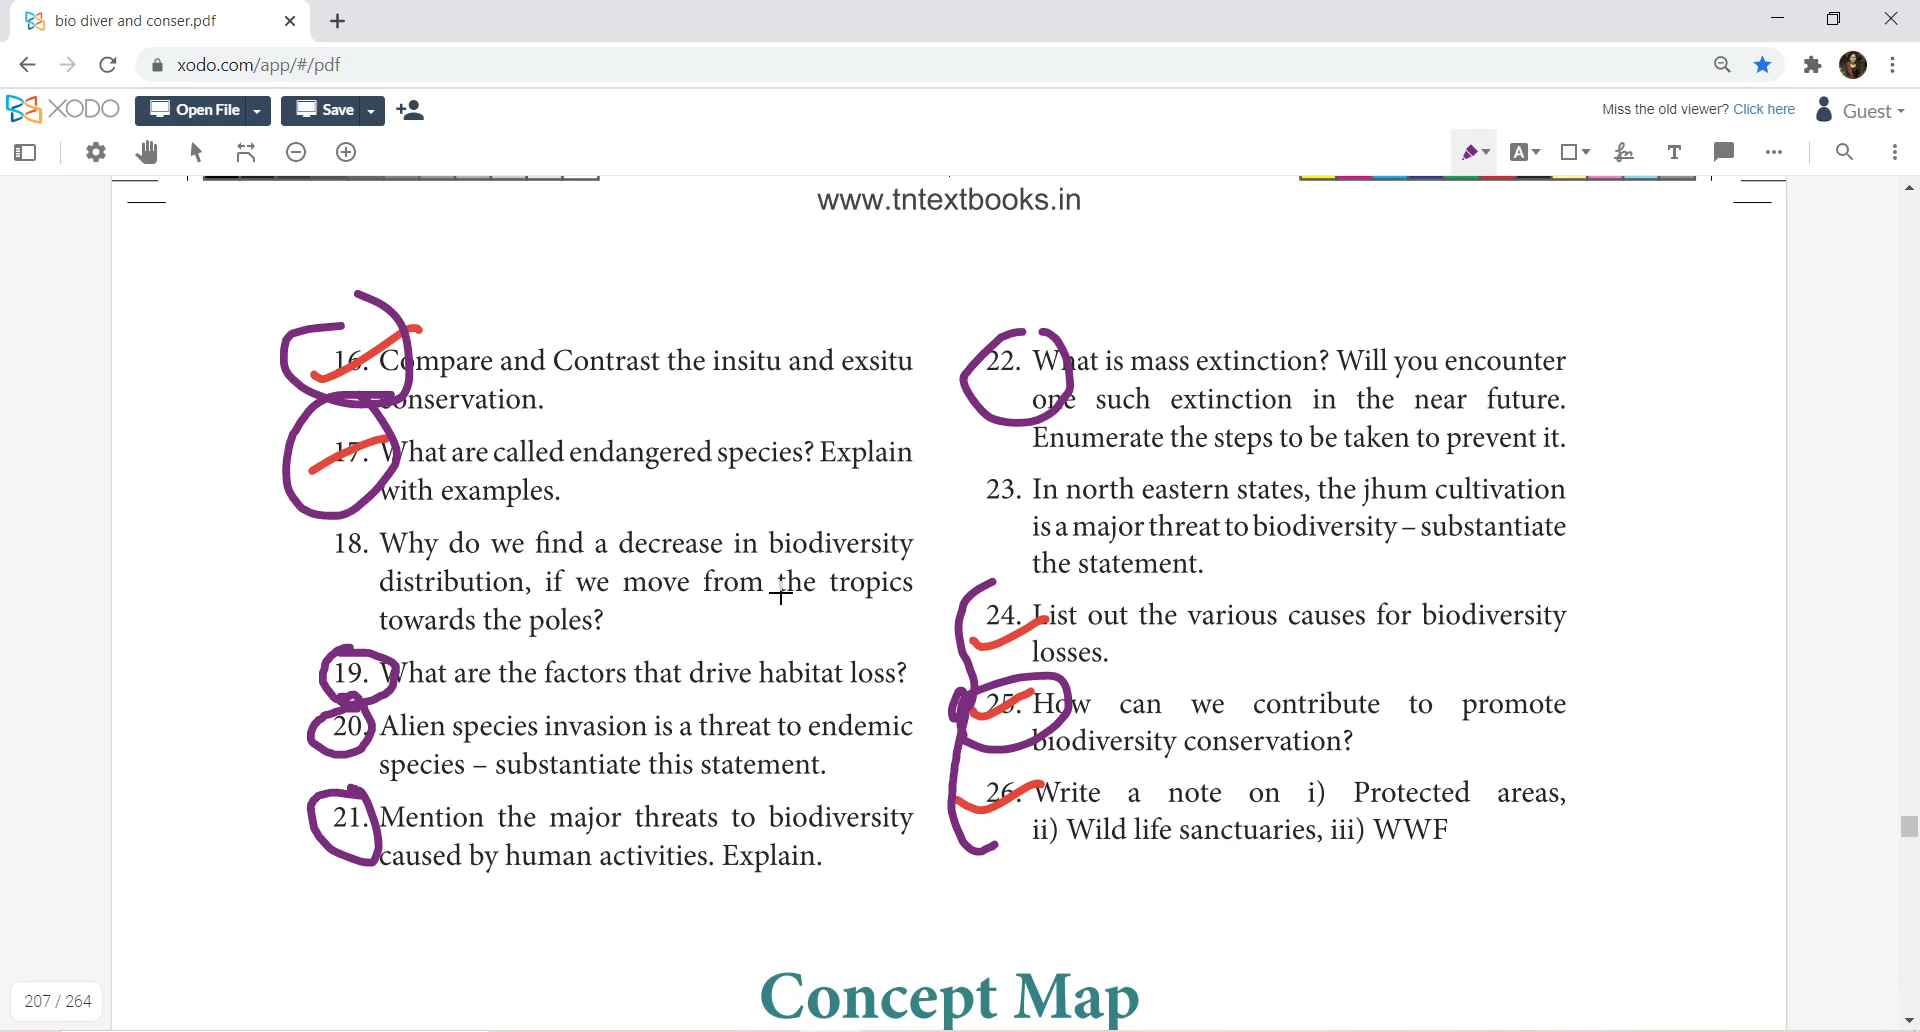 bio diver and conser.pdf
xodo.com/app/#/pdf
XODO
Open File
Save
Miss the old viewer? Click here
Guest
A
T
www.tntextbooks.in
16. Compare and Contrast the insitu and exsitu
conservation.
17. What are called endangered species? Explain
with examples.
18. Why do we find a decrease in biodiversity
distribution, if we move from the tropics
towards the poles?
19. What are the factors that drive habitat loss?
20. Alien species invasion is a threat to endemic
species – substantiate this statement.
21. Mention the major threats to biodiversity
caused by human activities. Explain.
22. What is mass extinction? Will you encounter
one such extinction in the near future.
Enumerate the steps to be taken to prevent it.
23. In north eastern states, the jhum cultivation
is a major threat to biodiversity – substantiate
the statement.
24. List out the various causes for biodiversity
losses.
25. How can we contribute to promote
biodiversity conservation?
26. Write a note on i) Protected areas,
ii) Wild life sanctuaries, iii) WWF
Concept Map
207 / 264